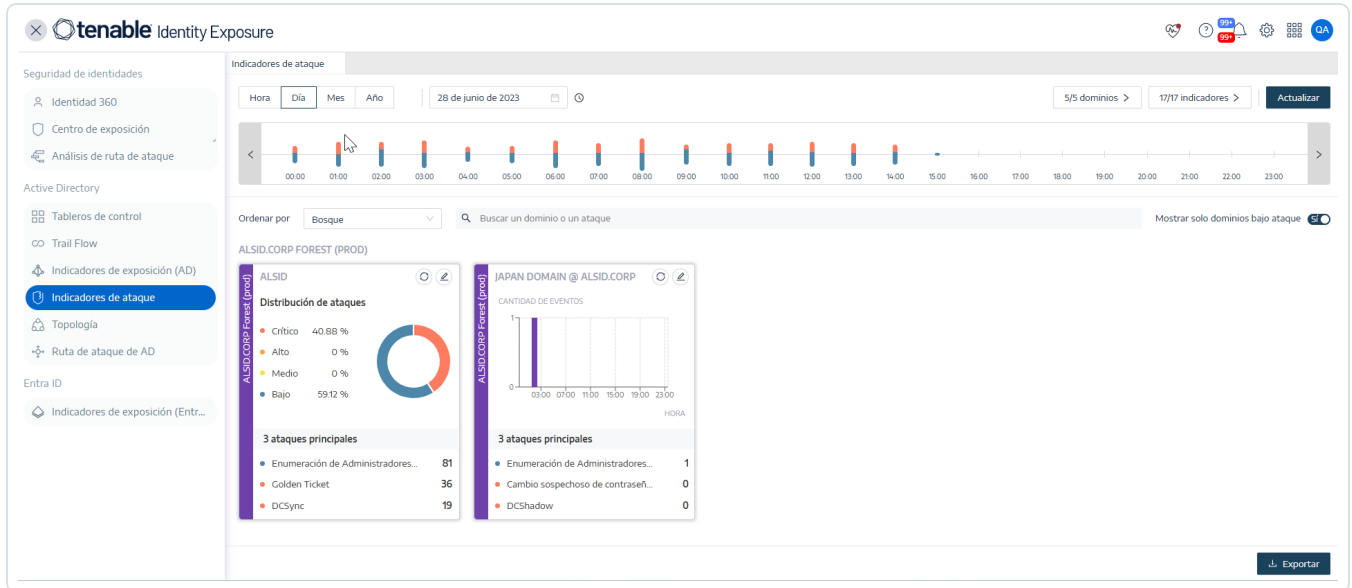 tenable Identity Exposure
99+
99+
QA
Seguridad de identidades
Identidad 360
Centro de exposición
Análisis de ruta de ataque
Active Directory
Tableros de control
Trail Flow
Indicadores de exposición (AD)
Indicadores de ataque
Topología
Ruta de ataque de AD
Entra ID
Indicadores de exposición (Entr...
Indicadores de ataque
Hora Día Mes Año 28 de junio de 2023 5/5 dominios 17/17 indicadores Actualizar
00:00 01:00 02:00 03:00 04:00 05:00 06:00 07:00 08:00 09:00 10:00 11:00 12:00 13:00 14:00 15:00 16:00 17:00 18:00 19:00 20:00 21:00 22:00 23:00
Ordenar por Bosque Buscar un dominio o un ataque Mostrar solo dominios bajo ataque SÍ
ALSID.CORP FOREST (PROD)
ALSID.CORP Forest (prod)
ALSID
Distribución de ataques
Crítico 40.88 %
Alto 0 %
Medio 0 %
Bajo 59.12 %
3 ataques principales
Enumeración de Administradores... 81
Golden Ticket 36
DCSync 19
ALSID.CORP Forest (prod)
JAPAN DOMAIN @ ALSID.CORP
CANTIDAD DE EVENTOS
1
0
03:00 07:00 11:00 15:00 19:00 23:00
HORA
3 ataques principales
Enumeración de Administradores... 1
Cambio sospechoso de contraseñ... 0
DCShadow 0
Exportar